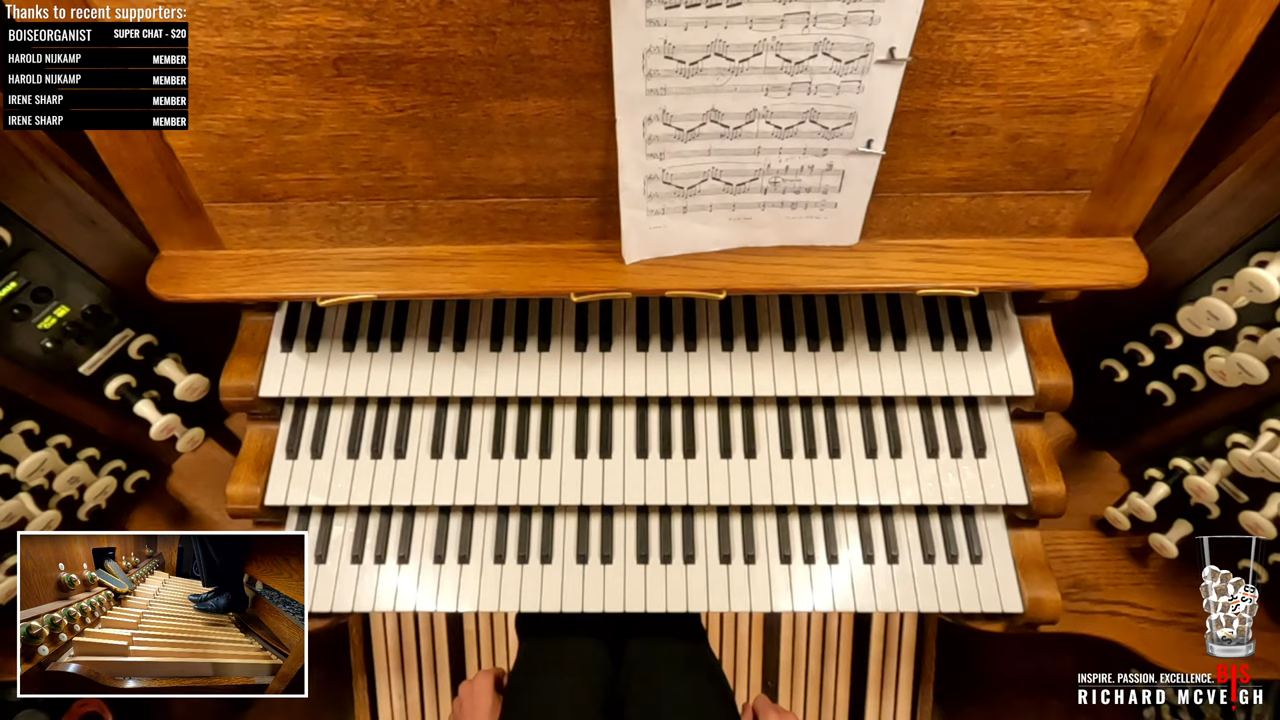 Thanks to recent supporters:
BOISEORGANIST SUPER CHAT - $20
HAROLD NIJKAMP MEMBER
HAROLD NIJKAMP MEMBER
IRENE SHARP MEMBER
IRENE SHARP MEMBER
INSPIRE. PASSION. EXCELLENCE. BIS
RICHARD MCVEIGH